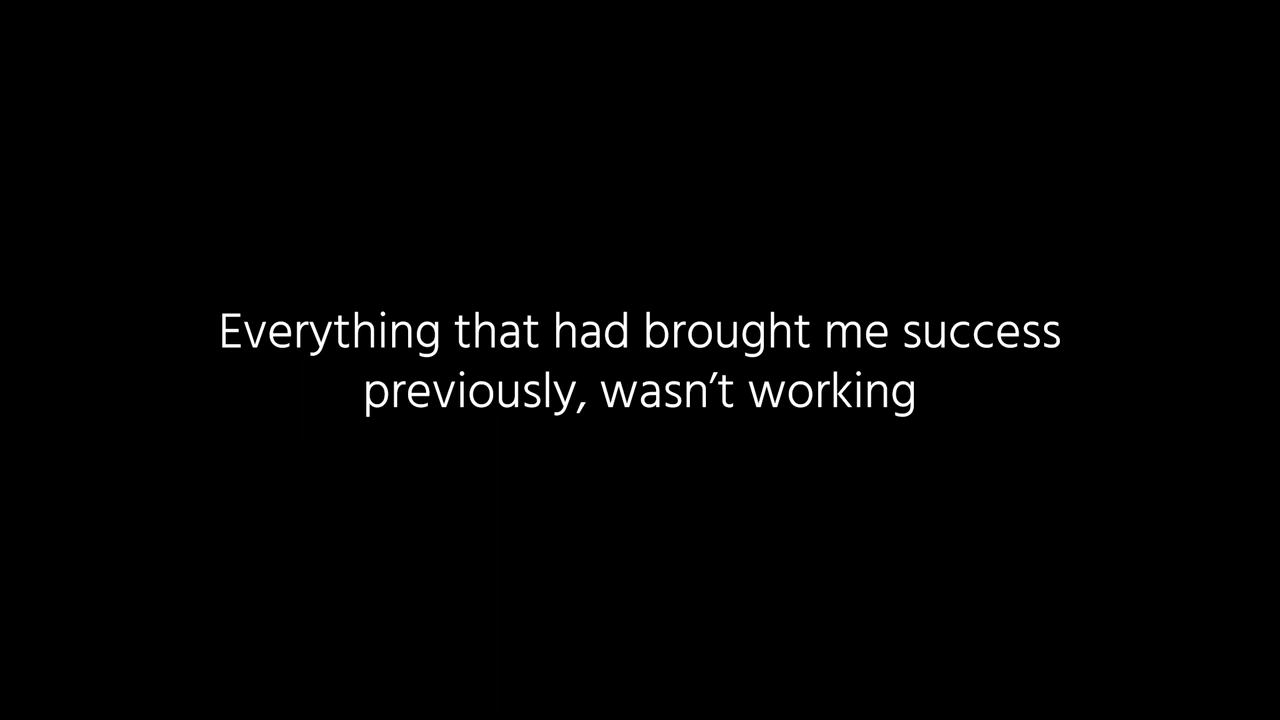 Everything that had brought me success
previously, wasn’t working